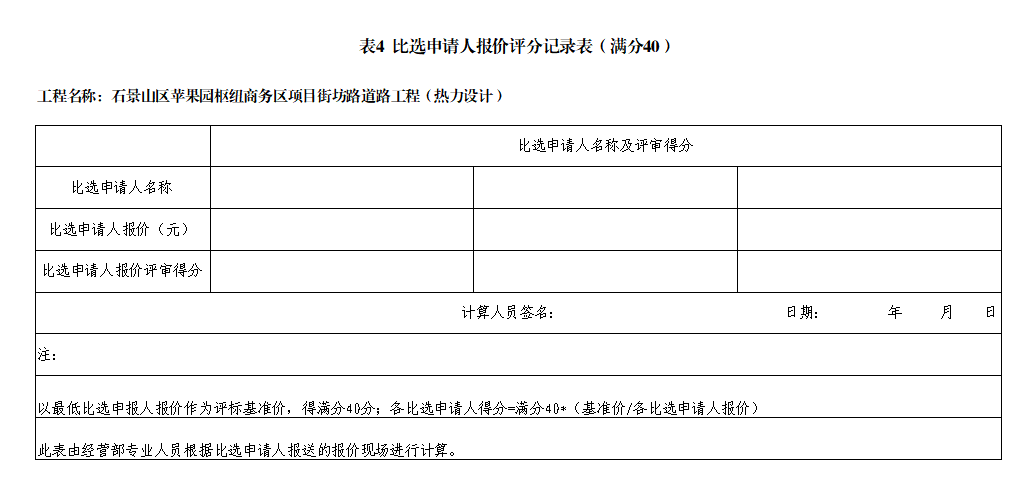 表4 比选申请人报价评分记录表（满分40）
工程名称：石景山区苹果园枢纽商务区项目街坊路道路工程（热力设计）
比选申请人名称及评审得分
比选申请人名称
比选申请人报价（元）
比选申请人报价评审得分
计算人员签名： 日期： 年 月 日
注：
以最低比选申报人报价作为评标基准价，得满分40分；各比选申请人得分=满分40*（基准价/各比选申请人报价）
此表由经营部专业人员根据比选申请人报送的报价现场进行计算。